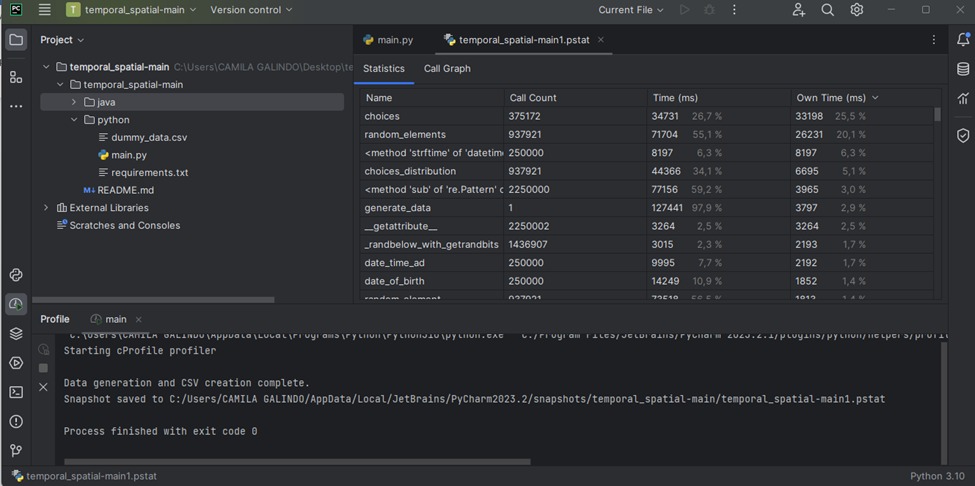 PC
T temporal_spatial-main Version control Current File
Project
main.py temporal_spatial-main1.pstat
Statistics Call Graph
temporal_spatial-main C:\Users\CAMILA GALINDO\Desktop\te
temporal_spatial-main
java
python
dummy_data.csv
main.py
requirements.txt
M↓ README.md
External Libraries
Scratches and Consoles
Name Call Count Time (ms) Own Time (ms)
choices 375172 34731 26,7 % 33198 25,5 %
random_elements 937921 71704 55,1 % 26231 20,1 %
<method 'strftime' of 'datetim 250000 8197 6,3 % 8197 6,3 %
choices_distribution 250000 44366 34,1 % 6695 5,1 %
<method 'sub' of 're.Pattern' o 2250000 77156 59,2 % 3965 3,0 %
generate_data 1 127441 97,9 % 3797 2,9 %
__getattribute__ 2250002 3264 2,5 % 3264 2,5 %
_randbelow_with_getrandbits 1436907 3015 2,3 % 2193 1,7 %
date_time_ad 250000 9995 7,7 % 2192 1,7 %
date_of_birth 250000 14249 10,9 % 1852 1,4 %
random_element 937921 73518 1813 1,4 %
Profile main
C:\Users\CAMILA GALINDO\AppData\Local\Programs\Python\Python310\python.exe" "C:/Program Files/JetBrains/PyCharm 2023.2.1/plugins/python/helpers/profil
Starting cProfile profiler
Data generation and CSV creation complete.
Snapshot saved to C:/Users/CAMILA GALINDO/AppData/Local/JetBrains/PyCharm2023.2/snapshots/temporal_spatial-main/temporal_spatial-main1.pstat
Process finished with exit code 0
temporal_spatial-main1.pstat Python 3.10